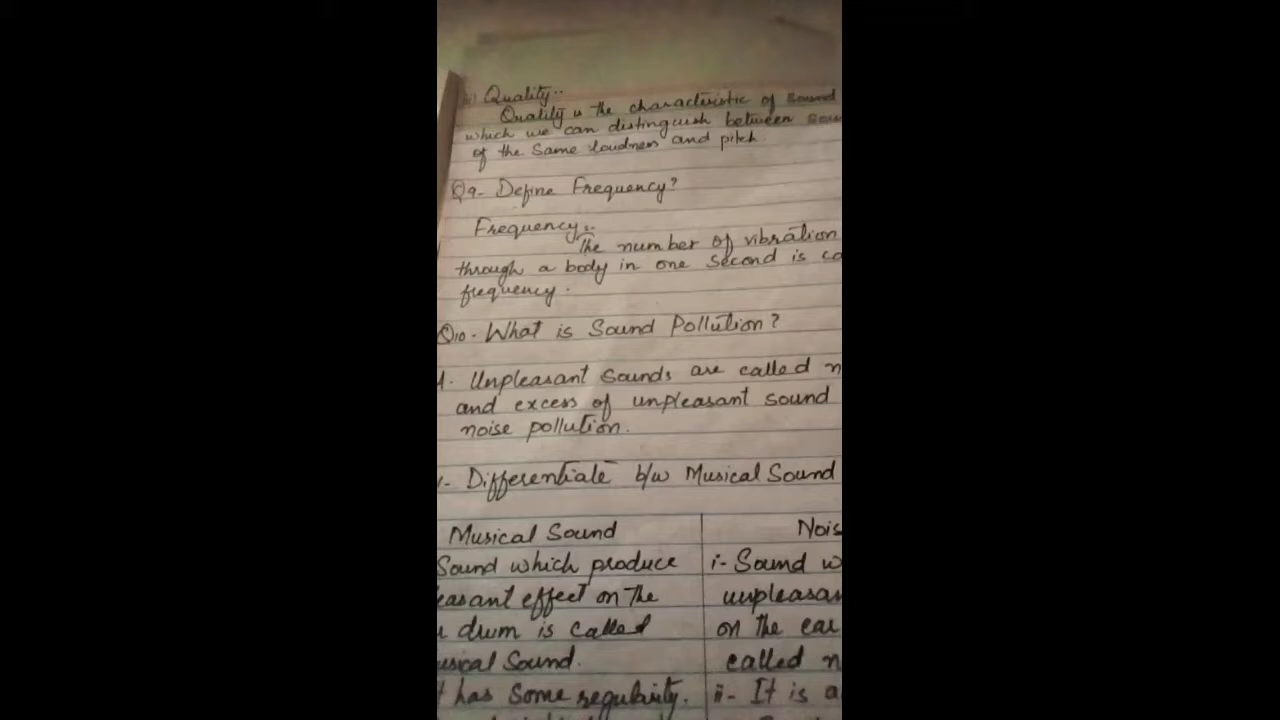 iii) Quality:-
Quality is the characteristic of sound
which we can distinguish between
of the same loudness and pitch.
Q9- Define Frequency?
Frequency:-
The number of vibration
through a body in one second is
frequency.
Q10- What is Sound Pollution?
A. Unpleasant Sounds are called
and excess of unpleasant sound
noise pollution.
Differentiate b/w Musical Sound
Musical Sound
Sound which produce
effect on the
drum is called
Sound.
has some regularity.
i- Sound
on the ear
called
ii- It is